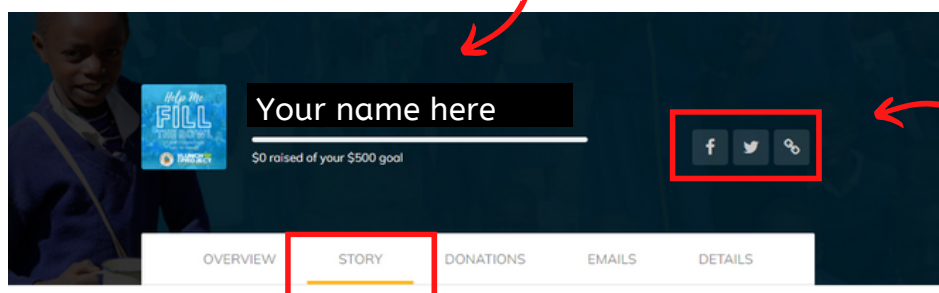 Help Me
FILL
THE BOWL
Your name here
$0 raised of your $500 goal
OVERVIEW STORY DONATIONS EMAILS DETAILS